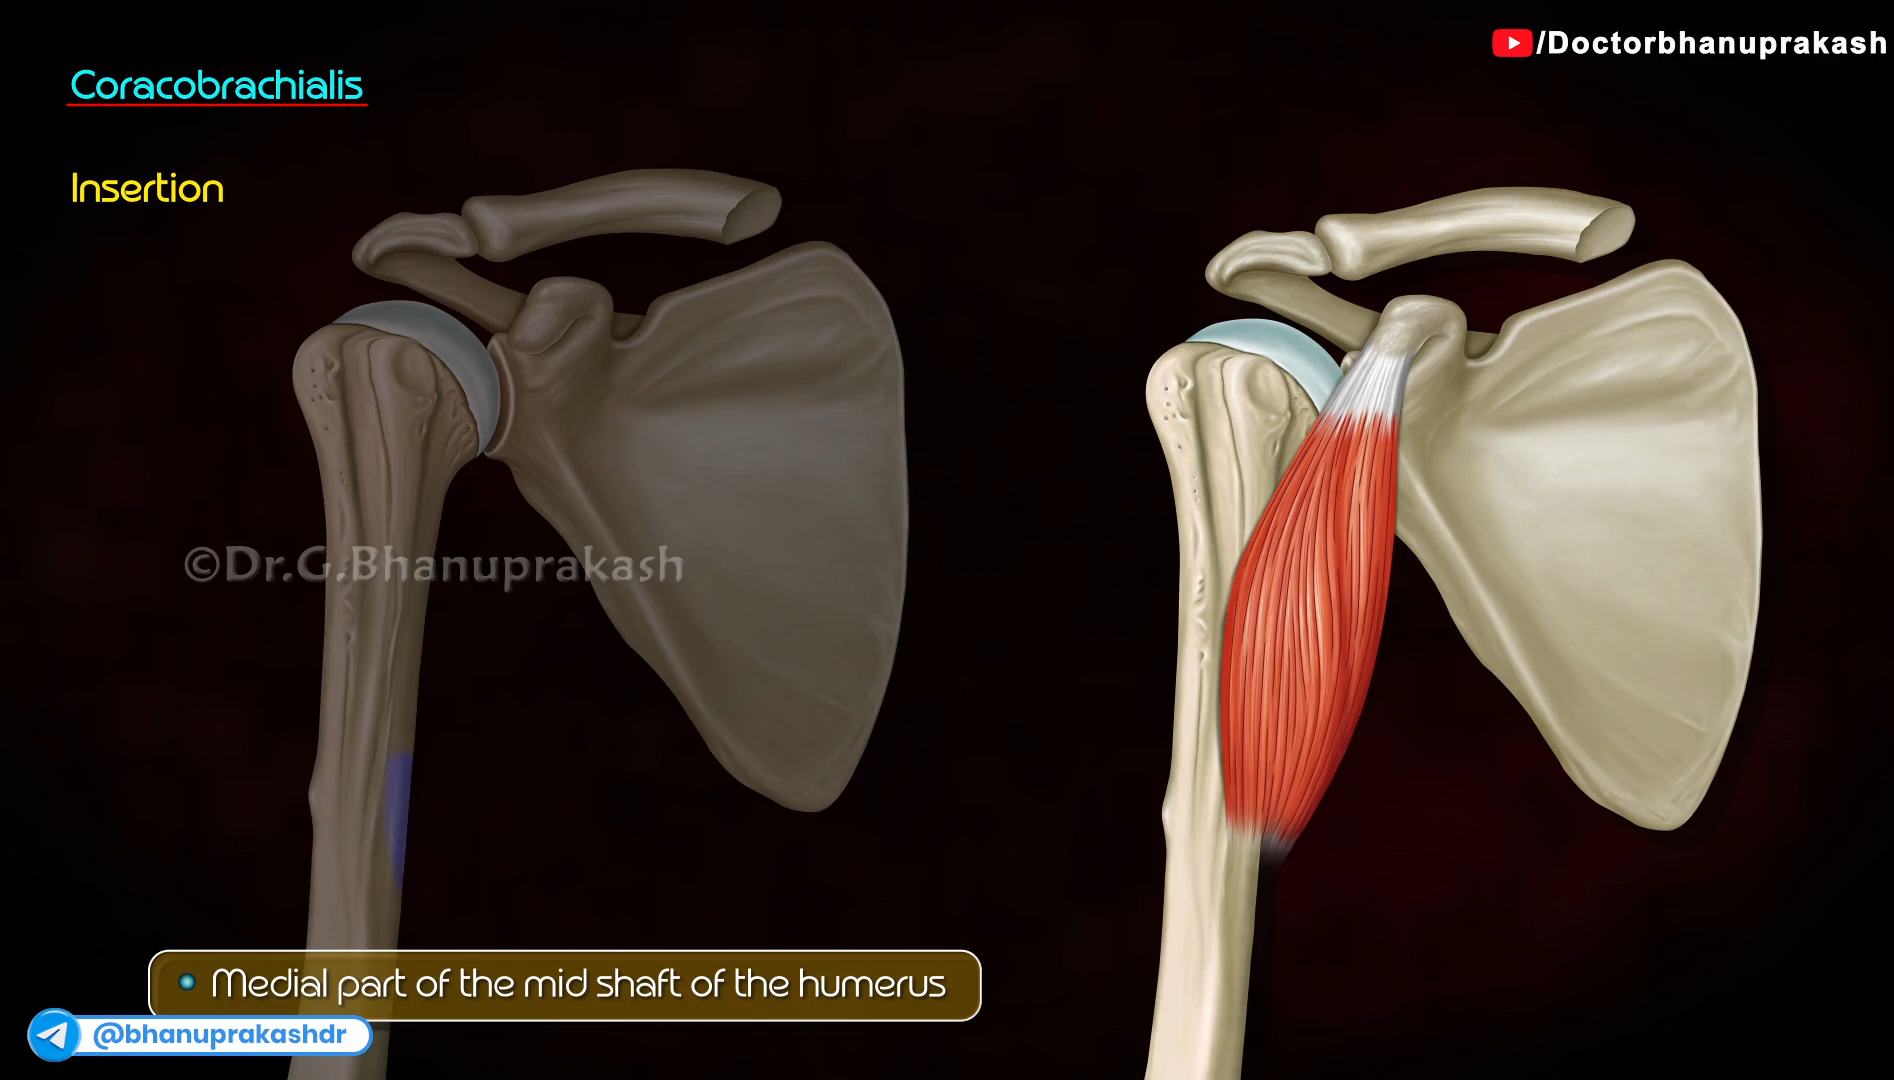 /Doctorbhanuprakash
Coracobrachialis
Insertion
©Dr.G.Bhanuprakash
Medial part of the mid shaft of the humerus
@bhanuprakashdr